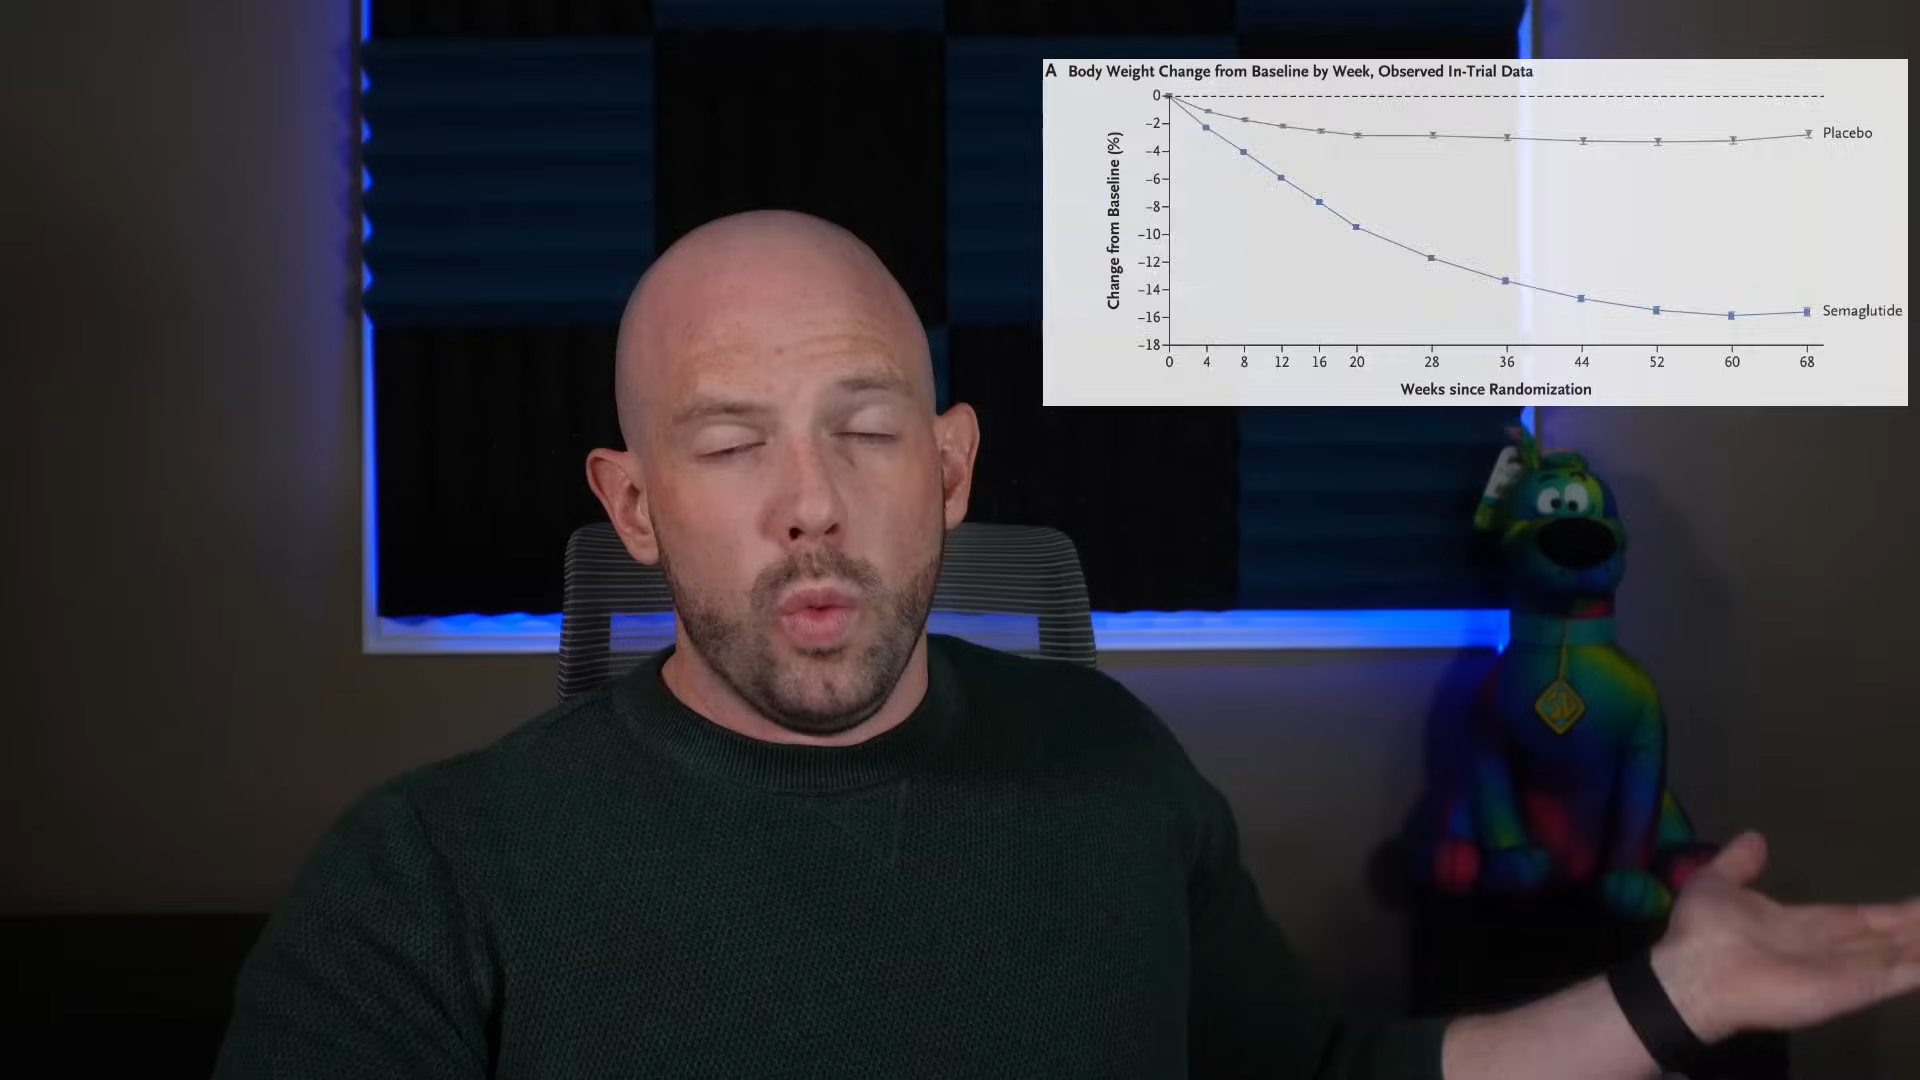 A Body Weight Change from Baseline by Week, Observed In-Trial Data
Change from Baseline (%)
0
–2
–4
–6
–8
–10
–12
–14
–16
–18
Placebo
Semaglutide
0 4 8 12 16 20 28 36 44 52 60 68
Weeks since Randomization